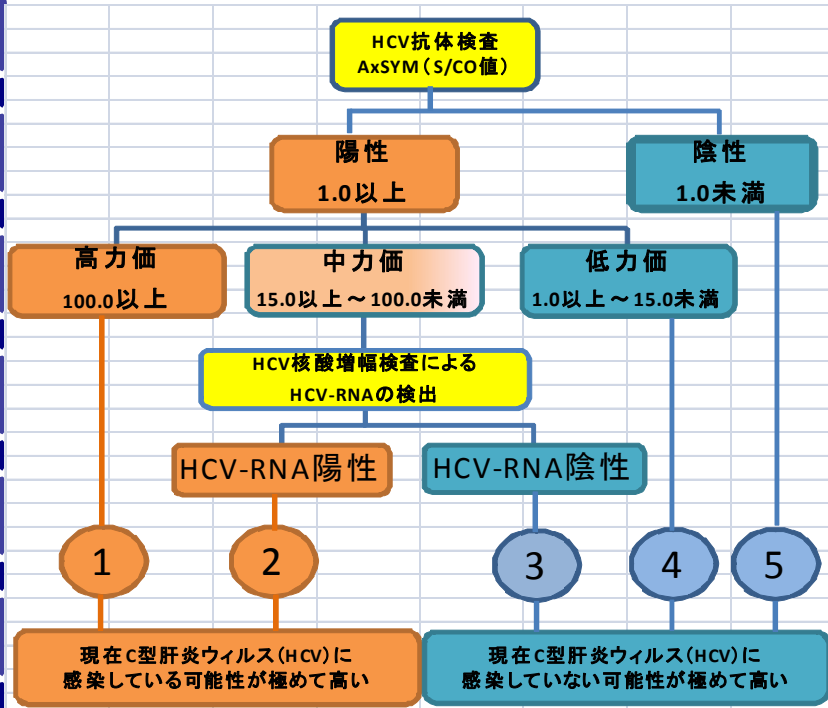 HCV抗体検査
AxSYM(S/CO値)
陽性
1.0以上
陰性
1.0未満
高力価
100.0以上
中力価
15.0以上～100.0未満
低力価
1.0以上～15.0未満
HCV核酸増幅検査による
HCV-RNAの検出
HCV-RNA陽性
HCV-RNA陰性
1
2
3
4
5
現在C型肝炎ウィルス(HCV)に
感染している可能性が極めて高い
現在C型肝炎ウィルス(HCV)に
感染していない可能性が極めて高い